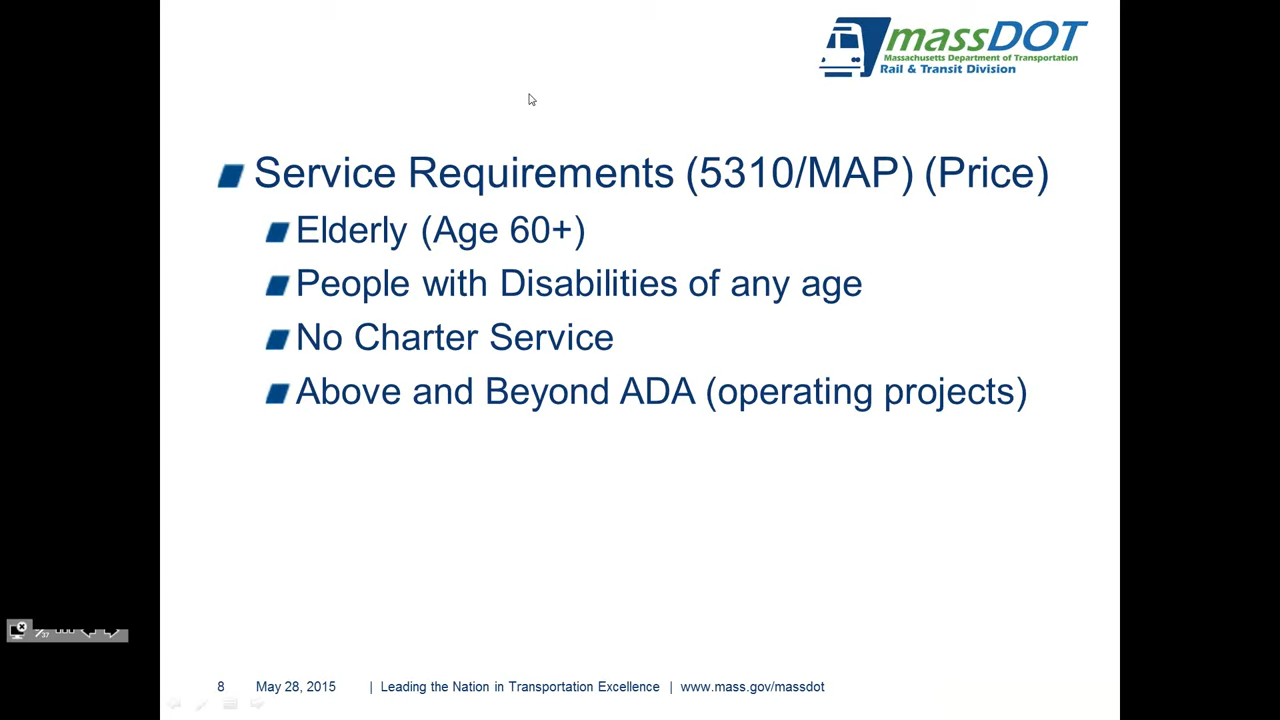 massDOT
Massachusetts Department of Transportation
Rail & Transit Division
Service Requirements (5310/MAP) (Price)
Elderly (Age 60+)
People with Disabilities of any age
No Charter Service
Above and Beyond ADA (operating projects)
8 May 28, 2015 | Leading the Nation in Transportation Excellence | www.mass.gov/massdot